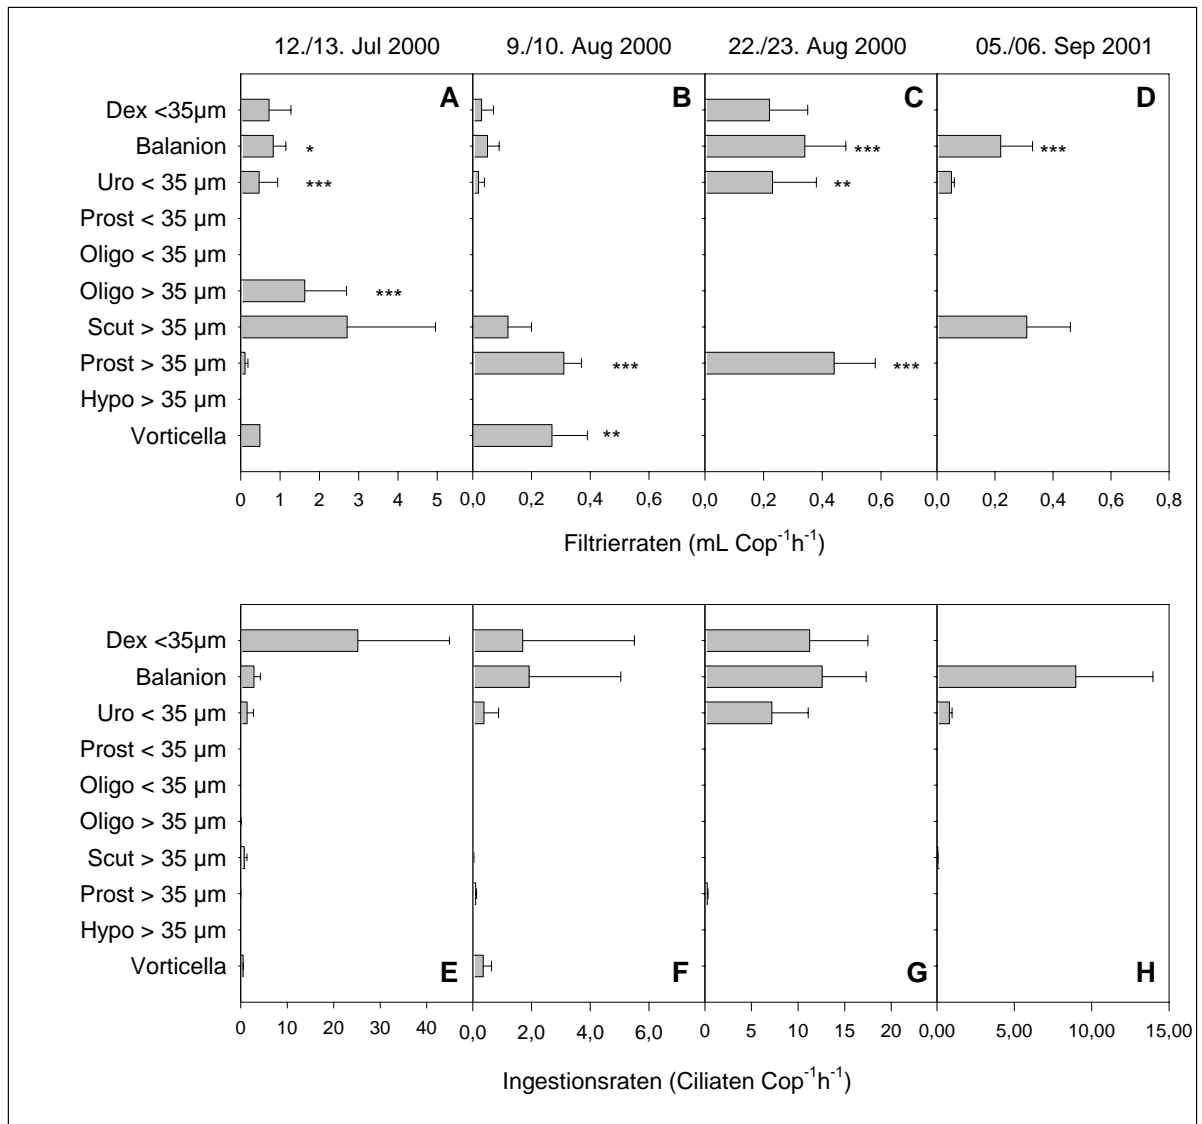 12./13. Jul 2000 9./10. Aug 2000 22./23. Aug 2000 05./06. Sep 2001
A B C D
Dex <35µm
Balanion * *** ***
Uro < 35 µm *** **
Prost < 35 µm
Oligo < 35 µm
Oligo > 35 µm ***
Scut > 35 µm
Prost > 35 µm *** ***
Hypo > 35 µm
Vorticella **
0 1 2 3 4 5 0,0 0,2 0,4 0,6 0,0 0,2 0,4 0,6 0,0 0,2 0,4 0,6 0,8
Filtrierraten (mL Cop⁻¹h⁻¹)
Dex <35µm
Balanion
Uro < 35 µm
Prost < 35 µm
Oligo < 35 µm
Oligo > 35 µm
Scut > 35 µm
Prost > 35 µm
Hypo > 35 µm
Vorticella
E F G H
0 10 20 30 40 0,0 2,0 4,0 6,0 0 10 15 20 0,00 5,00 10,00 15,00
Ingestionsraten (Ciliaten Cop⁻¹h⁻¹)